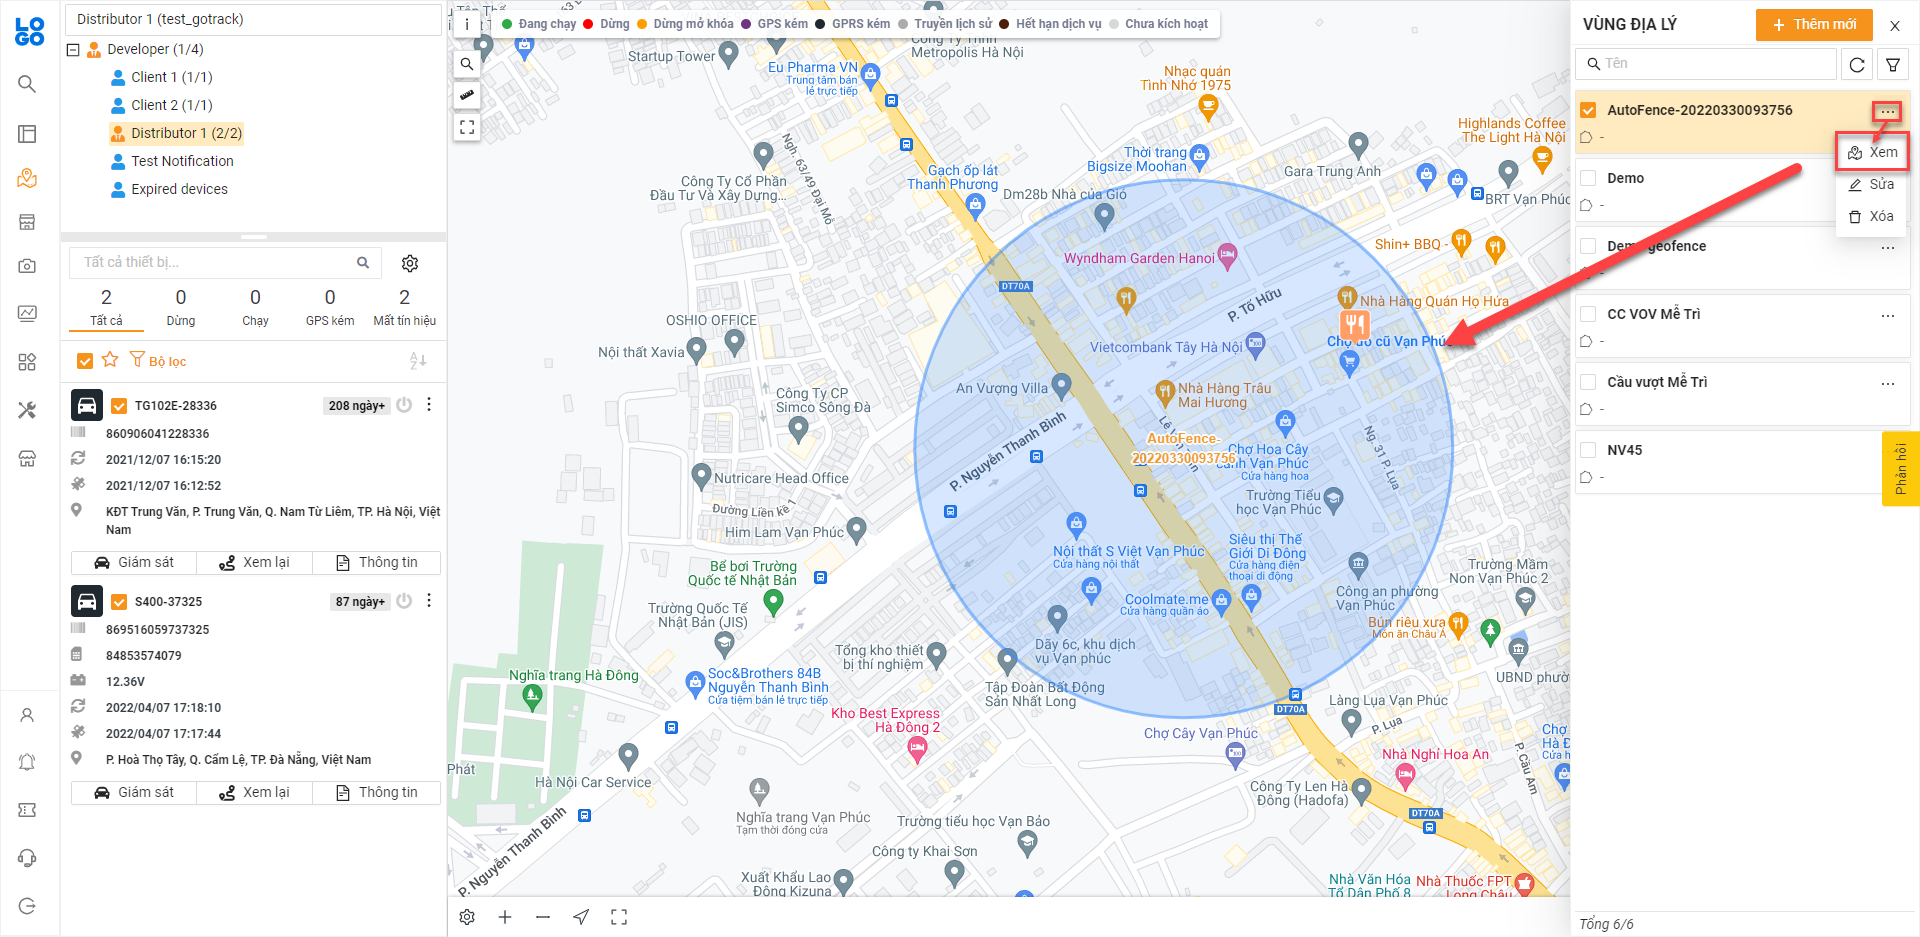 LOGO
Distributor 1 (test_gotrack)
Developer (1/4)
Client 1 (1/1)
Client 2 (1/1)
Distributor 1 (2/2)
Test Notification
Expired devices
Tất cả thiết bị...
2
Tất cả
0
Dừng
0
Chạy
0
GPS kém
2
Mất tín hiệu
Bộ lọc
TG102E-28336
208 ngày+
860906041228336
2021/12/07 16:15:20
2021/12/07 16:12:52
KĐT Trung Văn, P. Trung Văn, Q. Nam Từ Liêm, TP. Hà Nội, Việt
Nam
Giám sát
Xem lại
Thông tin
S400-37325
87 ngày+
869516059737325
84853574079
12.36V
2022/04/07 17:18:10
2022/04/07 17:17:44
P. Hoà Thọ Tây, Q. Cẩm Lệ, TP. Đà Nẵng, Việt Nam
Giám sát
Xem lại
Thông tin
i
Đang chạy
Dừng
Dừng mở khóa
GPS kém
GPRS kém
Truyền lịch sử
Hết hạn dịch vụ
Chưa kích hoạt
Metropolis Hà Nội
Startup Tower
Eu Pharma VN
Trung tâm bán
lẻ trực tiếp
Nhạc quán
Tình Nhớ 1975
Highlands Coffee
The Light Hà Nội
Ngh. 63/49 Đại Mỗ
Gạch ốp lát
Thanh Phương
Thời trang
Bigsize Moohan
Gara Trung Anh
Công Ty Cổ Phần
Đầu Tư Và Xây Dựng...
Dm28b Nhà của Gió
BRT Vạn Phúc
Shin+ BBQ
Wyndham Garden Hanoi
DT70A
P. Tố Hữu
Nhà Hàng Quán Họ Hứa
OSHIO OFFICE
Nội thất Xavia
Vietcombank Tây Hà Nội
Chợ đồ cũ Vạn Phúc
An Vượng Villa
Nhà Hàng Trâu
Mai Hương
Công Ty CP
Simco Sông Đà
P. Nguyễn Thanh Bình
AutoFence-
20220330093756
Chợ Hoa Cây
cảnh Vạn Phúc
Cửa hàng hoa
Ng. 31 P. Lụa
Nutricare Head Office
Trường Tiểu
học Vạn Phúc
Đường Liền kề 1
Him Lam Vạn Phúc
Nội thất S Việt Vạn Phúc
Cửa hàng nội thất
Siêu thị Thế
Giới Di Động
Cửa hàng điện
thoại di động
Bể bơi Trường
Quốc tế Nhật Bản
Trường Mầm
Non Vạn Phúc 2
Công an phường
Vạn Phúc
Trường Quốc Tế
Nhật Bản (JIS)
Coolmate.me
Cửa hàng quần áo
Bún riêu xưa
Món ăn Châu Á
Dãy 6c, khu dịch
vụ Vạn phúc
Tổng kho thiết
bị thí nghiệm
Nghĩa trang Hà Đông
Soc&Brothers 84B
Nguyễn Thanh Bình
Cửa tiệm bán lẻ trực tiếp
Tập Đoàn Bất Động
Sản Nhất Long
UBND phường
Làng Lụa Vạn Phúc
DT70A
Kho Best Express
Hà Đông 2
P. Lụa
Chợ Cây Vạn Phúc
Nhà Nghỉ Hoa An
P. Cầu Am
Phát
Hà Nội Car Service
Công Ty Len Hà
Đông (Hadofa)
DT70A
Nghĩa trang Vạn Phúc
Tạm thời đóng cửa
Trường tiểu học Vạn Bảo
P. Nguyễn Thanh Bình
Công ty Khai Sơn
Xuất Khẩu Lao
Động Kizuna
Nhà Văn Hóa
Tổ Dân Phố 8
Nhà Thuốc FPT
Long Châu
VÙNG ĐỊA LÝ
+ Thêm mới
X
Tên
AutoFence-20220330093756
-
Xem
Sửa
Xóa
Demo
-
CC VOV Mễ Trì
-
Cầu vượt Mễ Trì
-
NV45
-
Phản hồi
Tổng 6/6